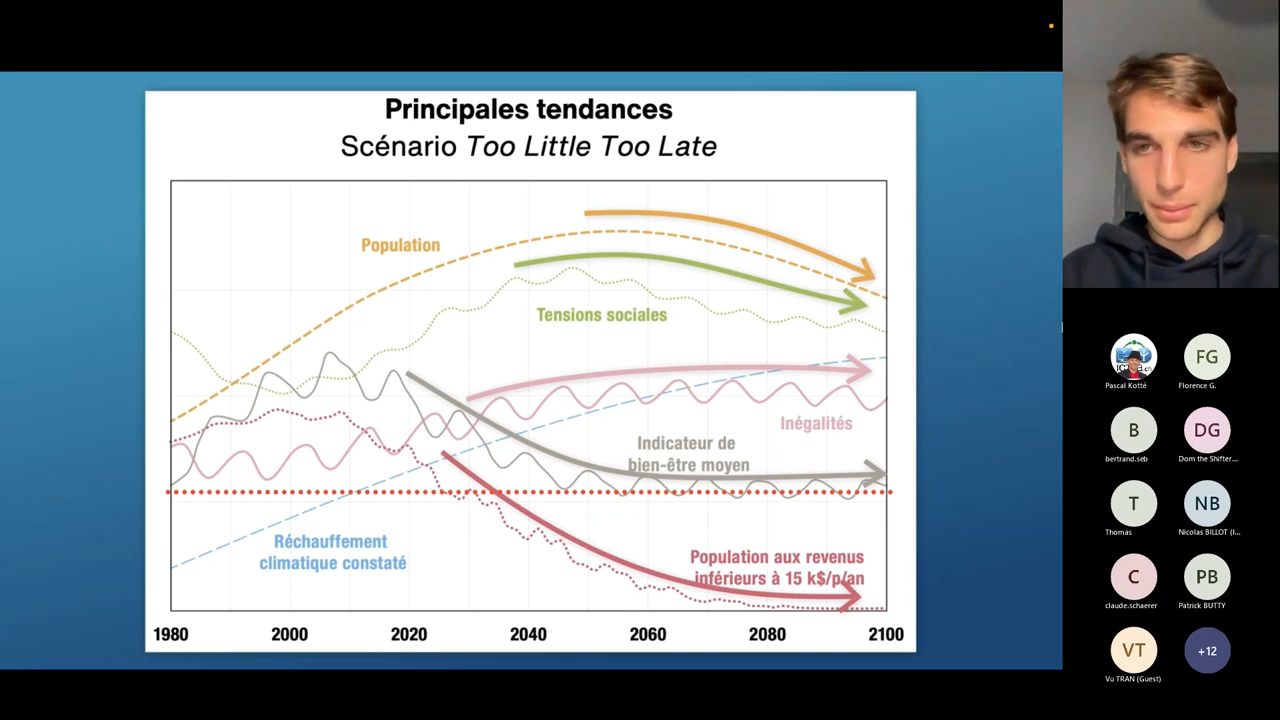 Principales tendances
Scénario Too Little Too Late
Population
Tensions sociales
Inégalités
Indicateur de
bien-être moyen
Réchauffement
climatique constaté
Population aux revenus
inférieurs à 15 k$/p/an
1980 2000 2020 2040 2060 2080 2100
FG
Pascal Kotté Florence G.
B DG
bertrand.seb Dom the Shifter...
T NB
Thomas Nicolas BILLOT (I...
C PB
claude.schaerer Patrick BUTTY
VT +12
Vu TRAN (Guest)